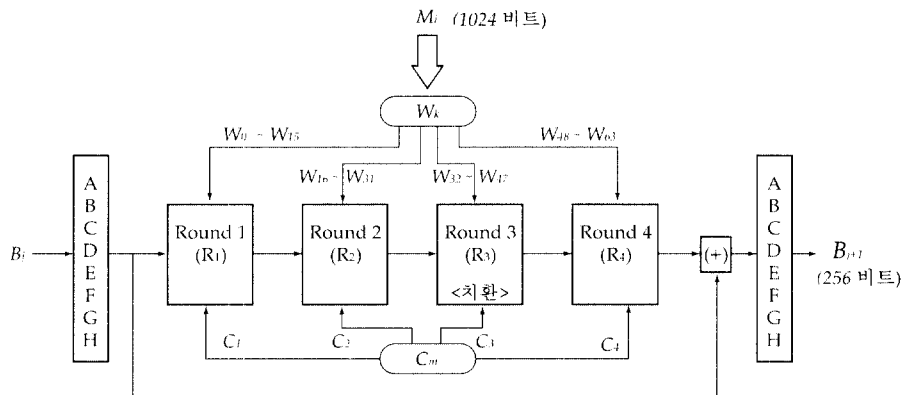 Mi (1024 비트)
Wk
W0 ~ W15
W48 ~ W63
W16 ~ W31
W32 ~ W47
A
B
C
D
E
F
G
H
Bi
Round 1
(R1)
Round 2
(R2)
Round 3
(R3)
<치환>
Round 4
(R4)
(+)
A
B
C
D
E
F
G
H
Bi+1
(256 비트)
C1
C2
C3
C4
Cm